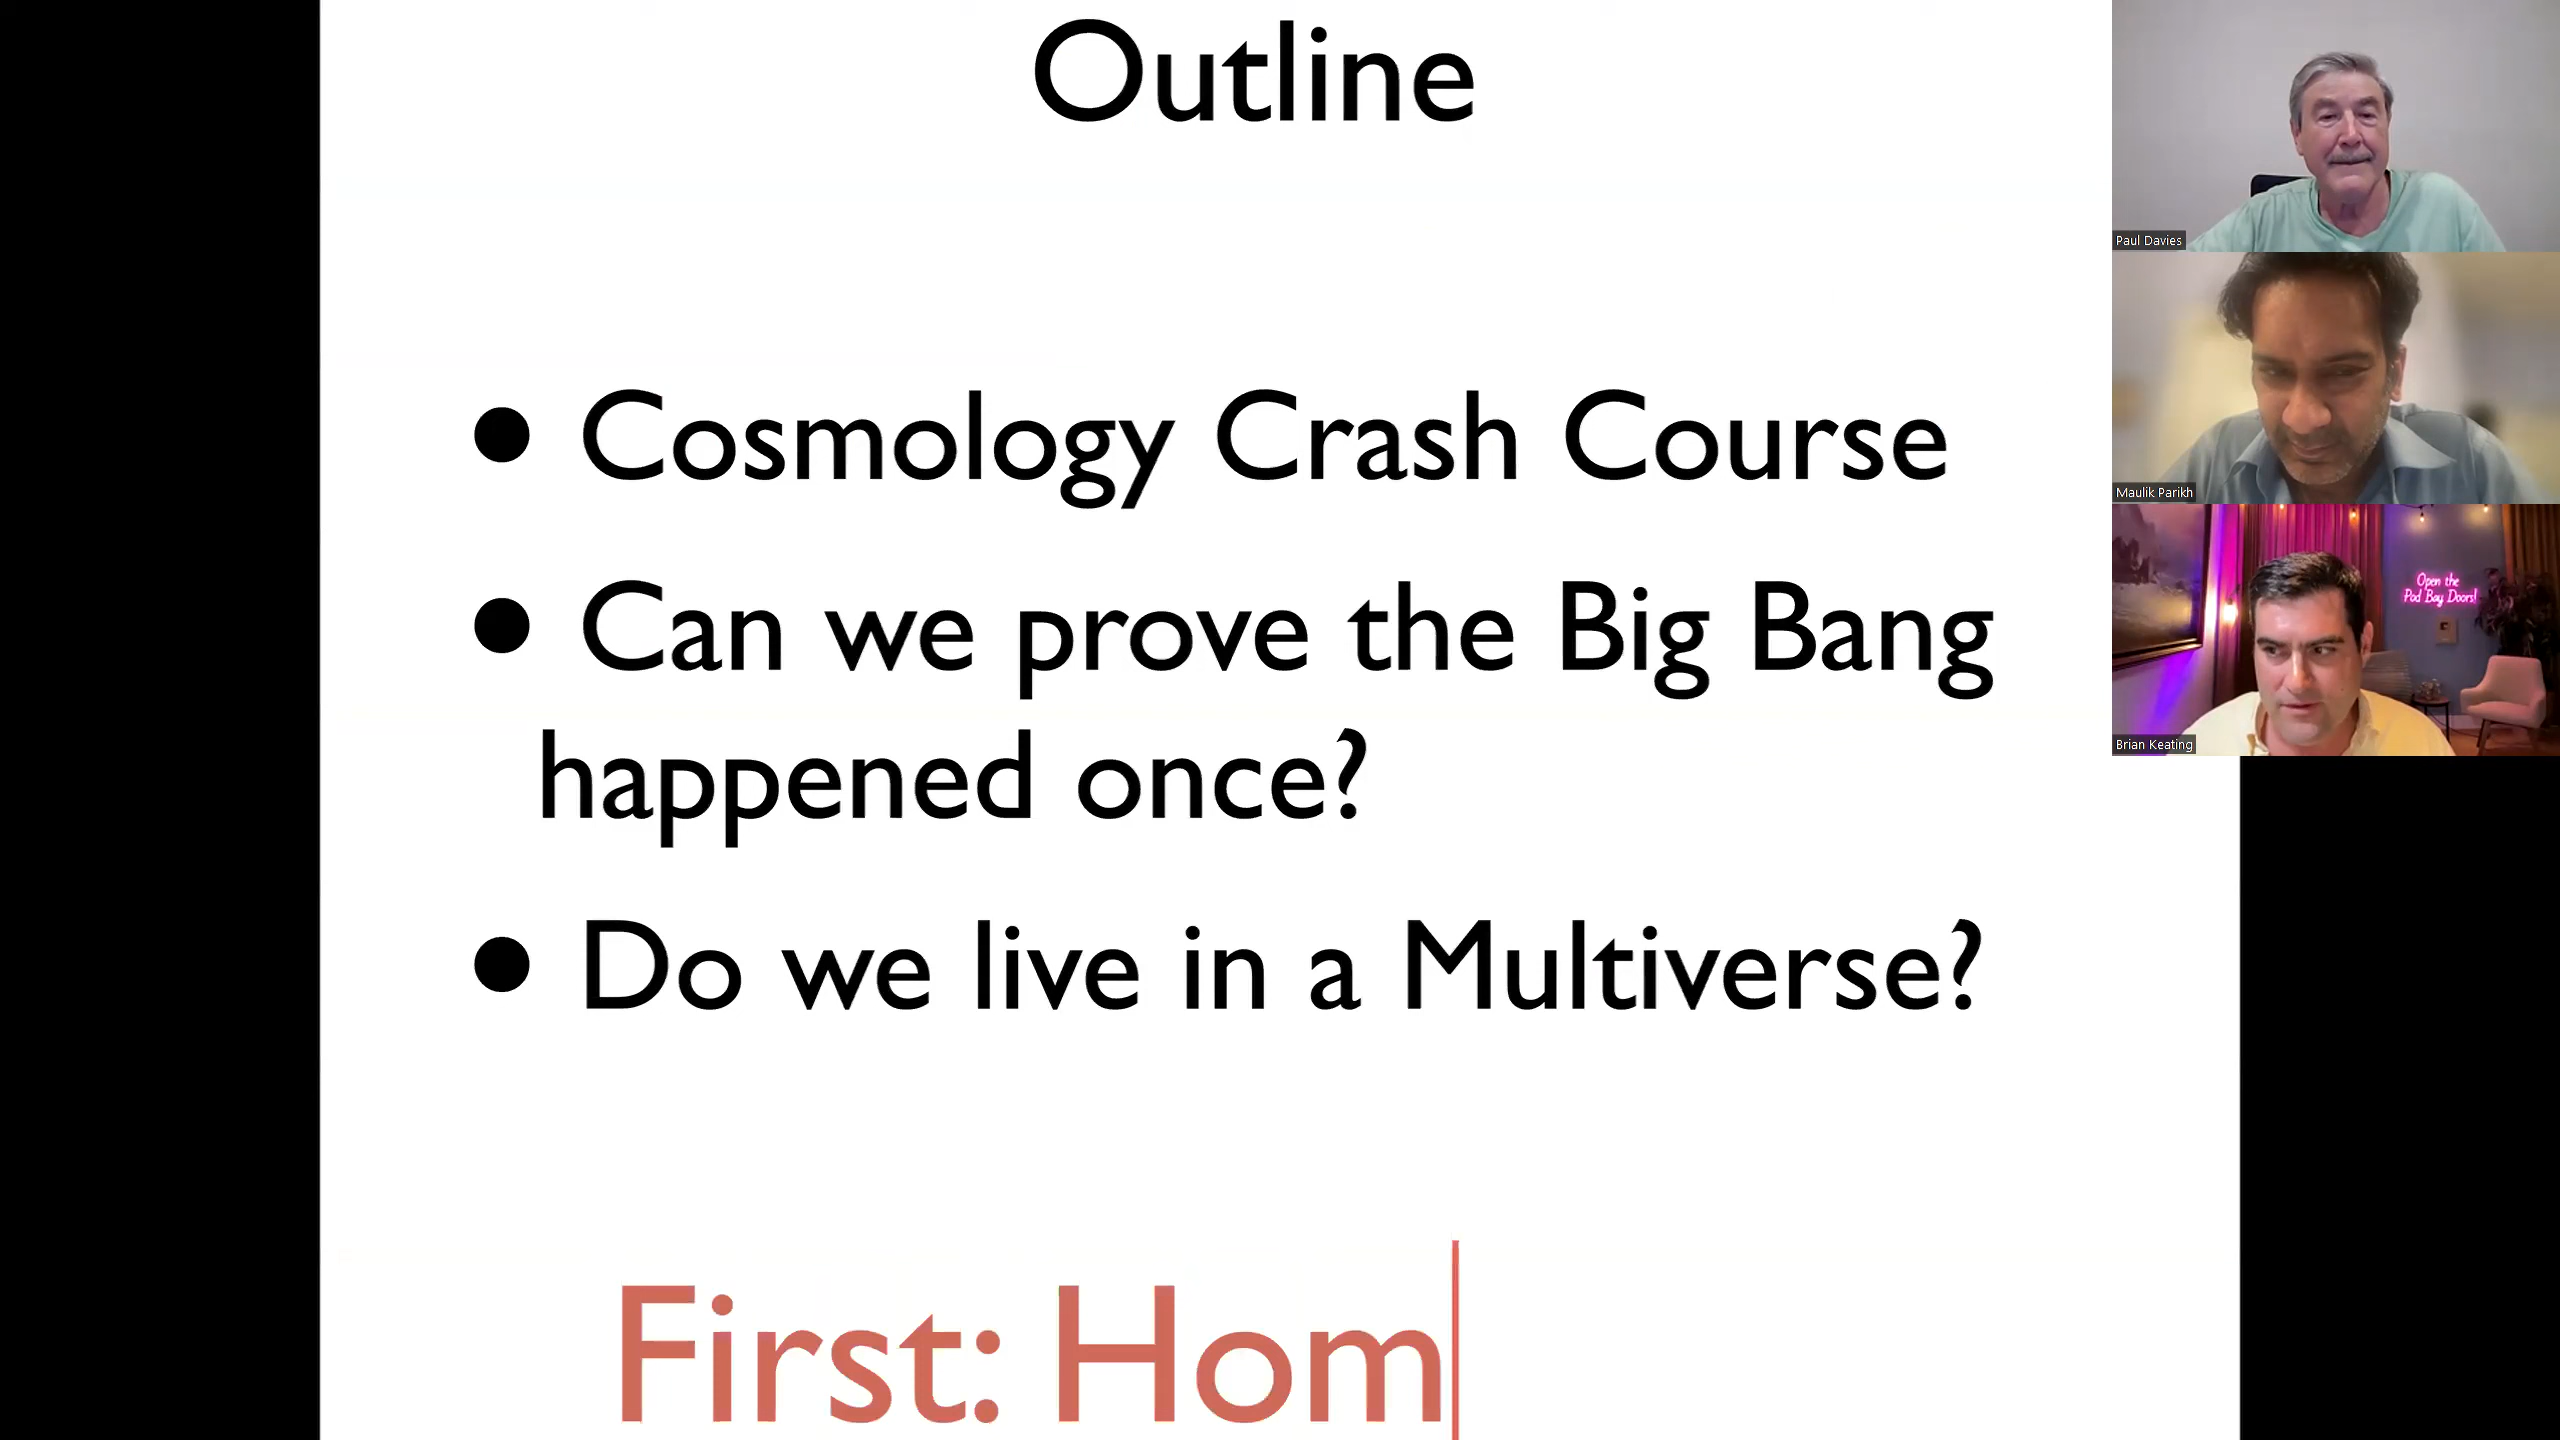 Outline
• Cosmology Crash Course
• Can we prove the Big Bang
happened once?
• Do we live in a Multiverse?
First: Hom
Paul Davies
Maulik Parikh
Open the
Pod Bay Doors!
Brian Keating